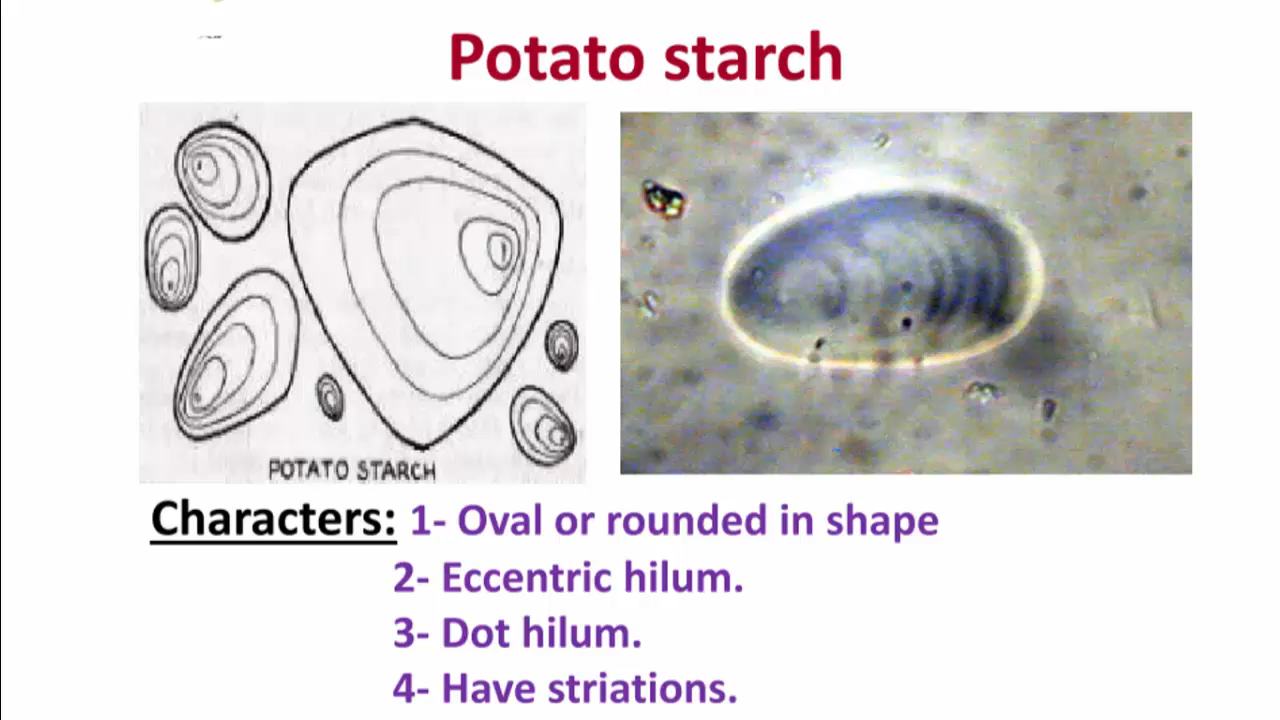 Potato starch
POTATO STARCH
Characters: 1- Oval or rounded in shape
2- Eccentric hilum.
3- Dot hilum.
4- Have striations.